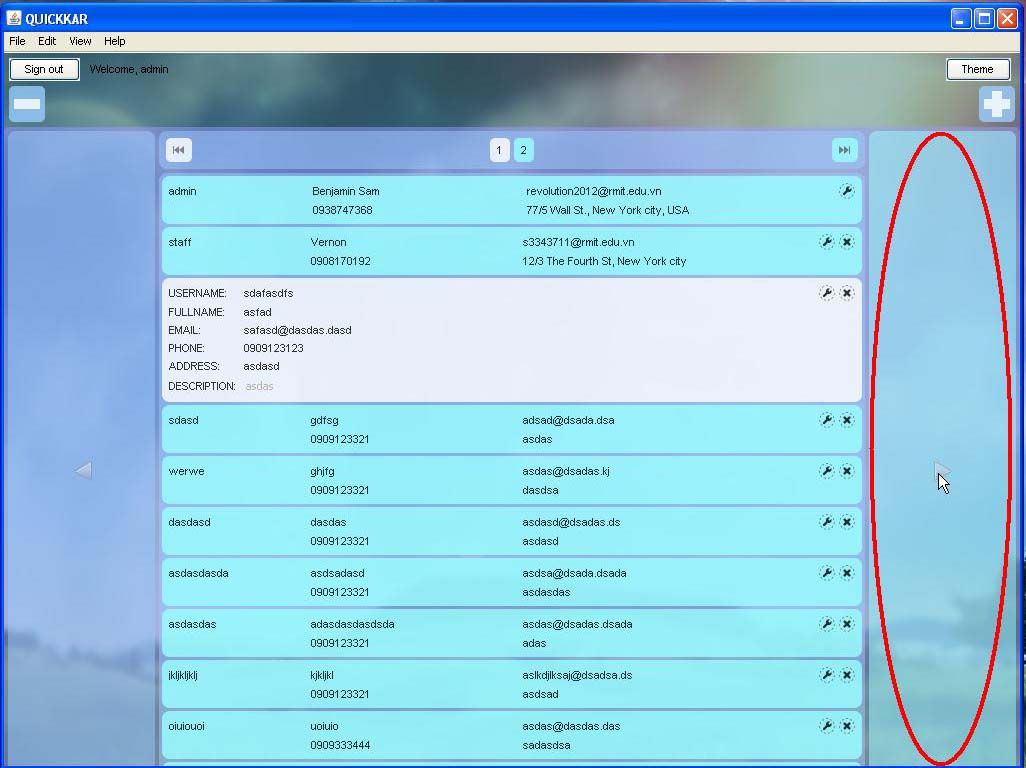 QUICKKAR
File Edit View Help
Sign out Welcome, admin Theme
1 2
admin Benjamin Sam revolution2012@rmit.edu.vn
0938747368 77/5 Wall St., New York city, USA
staff Vernon s3343711@rmit.edu.vn
0908170192 12/3 The Fourth St, New York city
USERNAME: sdafasdfs
FULLNAME: asfad
EMAIL: safasd@dasdas.dasd
PHONE: 0909123123
ADDRESS: asdasd
DESCRIPTION: asdas
sdasd gdfsg adsad@dsada.dsa
0909123321 asdas
werwe ghjfg asdas@dsadas.kj
0909123321 dasdsa
dasdasd dasdas asdasd@dsadas.ds
0909123321 asdasd
asdasdasda asdsadasd asdsa@dsada.dsada
0909123321 asdasdas
asdasdas adasdasdasdsda asdas@dsadas.dsada
0909123321 adas
jkljkljklj kjkljkl aslkdjlksaj@dsadsa.ds
0909123321 asdsad
oiuiouoi uoiuio asdas@dasdas.das
0909333444 sadasdsa